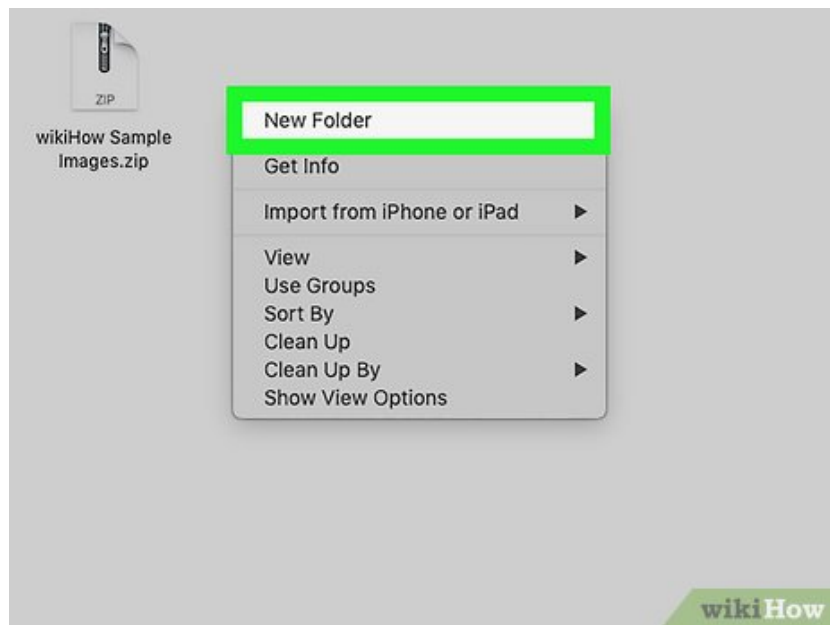 ZIP
wikiHow Sample
Images.zip
New Folder
Get Info
Import from iPhone or iPad
View
Use Groups
Sort By
Clean Up
Clean Up By
Show View Options
wikiHow